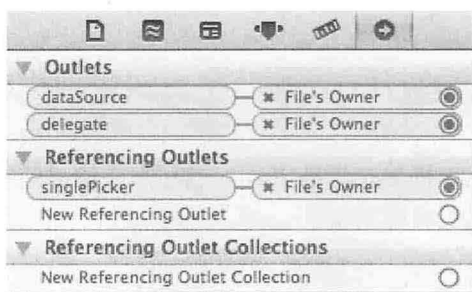 Outlets
dataSource × File's Owner
delegate × File's Owner
Referencing Outlets
singlePicker × File's Owner
New Referencing Outlet
Referencing Outlet Collections
New Referencing Outlet Collection